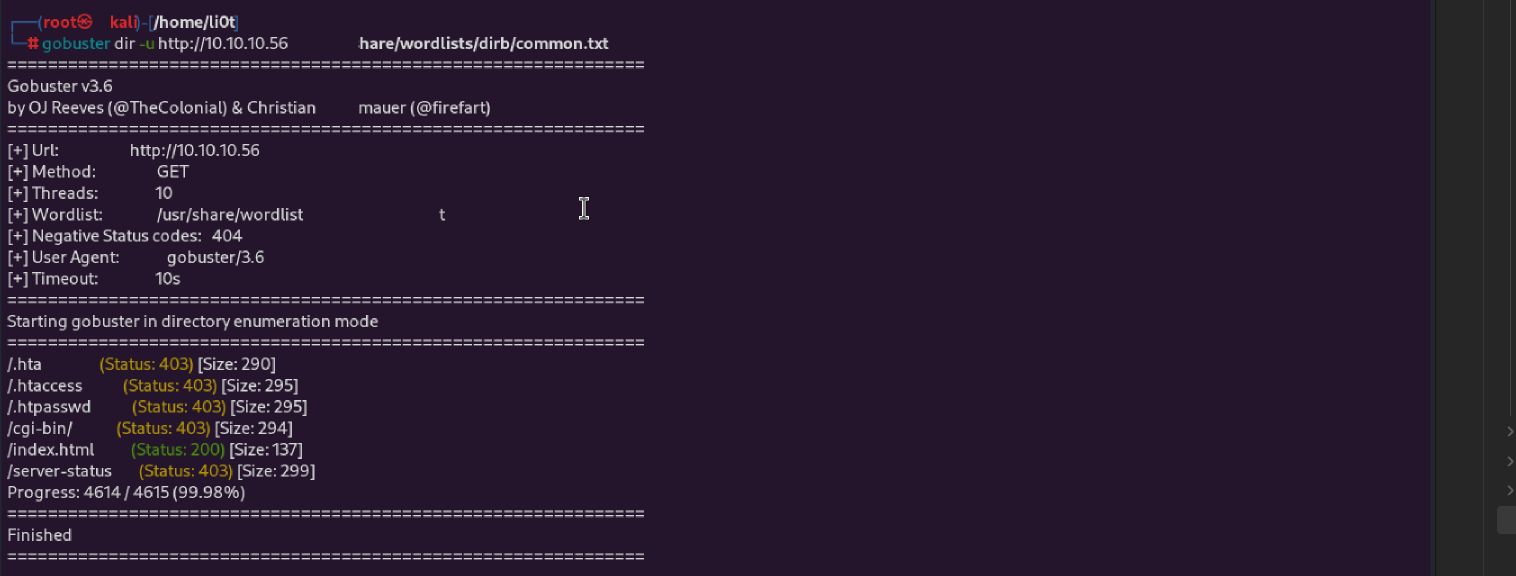 ┌──(root㉿ kali)-[/home/li0t]
└─# gobuster dir -u http://10.10.10.56 hare/wordlists/dirb/common.txt
===============================================================
Gobuster v3.6
by OJ Reeves (@TheColonial) & Christian mauer (@firefart)
===============================================================
[+] Url: http://10.10.10.56
[+] Method: GET
[+] Threads: 10
[+] Wordlist: /usr/share/wordlist t
[+] Negative Status codes: 404
[+] User Agent: gobuster/3.6
[+] Timeout: 10s
===============================================================
Starting gobuster in directory enumeration mode
===============================================================
/.hta (Status: 403) [Size: 290]
/.htaccess (Status: 403) [Size: 295]
/.htpasswd (Status: 403) [Size: 295]
/cgi-bin/ (Status: 403) [Size: 294]
/index.html (Status: 200) [Size: 137]
/server-status (Status: 403) [Size: 299]
Progress: 4614 / 4615 (99.98%)
===============================================================
Finished
===============================================================